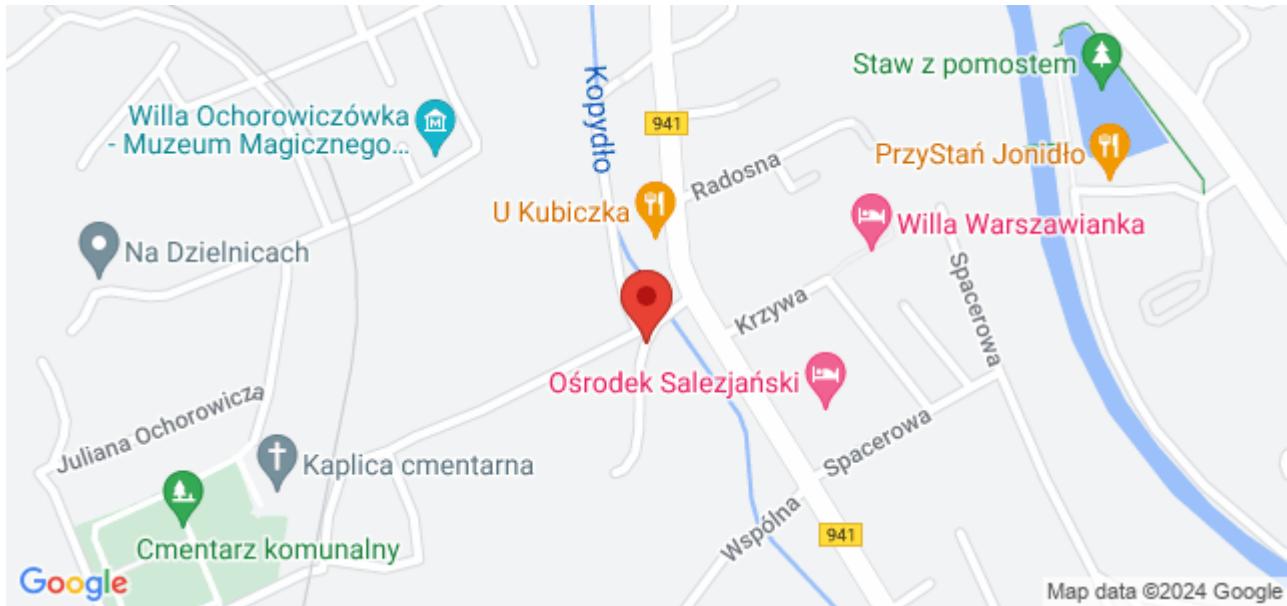 Staw z pomostem
Kopydło
Willa Ochorowiczówka
- Muzeum Magicznego...
941
PrzyStań Jonidło
Radosna
U Kubiczka
Willa Warszawianka
Na Dzielnicach
Spacerowa
Krzywa
Ośrodek Salezjański
Juliana Ochorowicza
Spacerowa
Kaplica cmentarna
Wspólna
941
Cmentarz komunalny
Google
Map data ©2024 Google